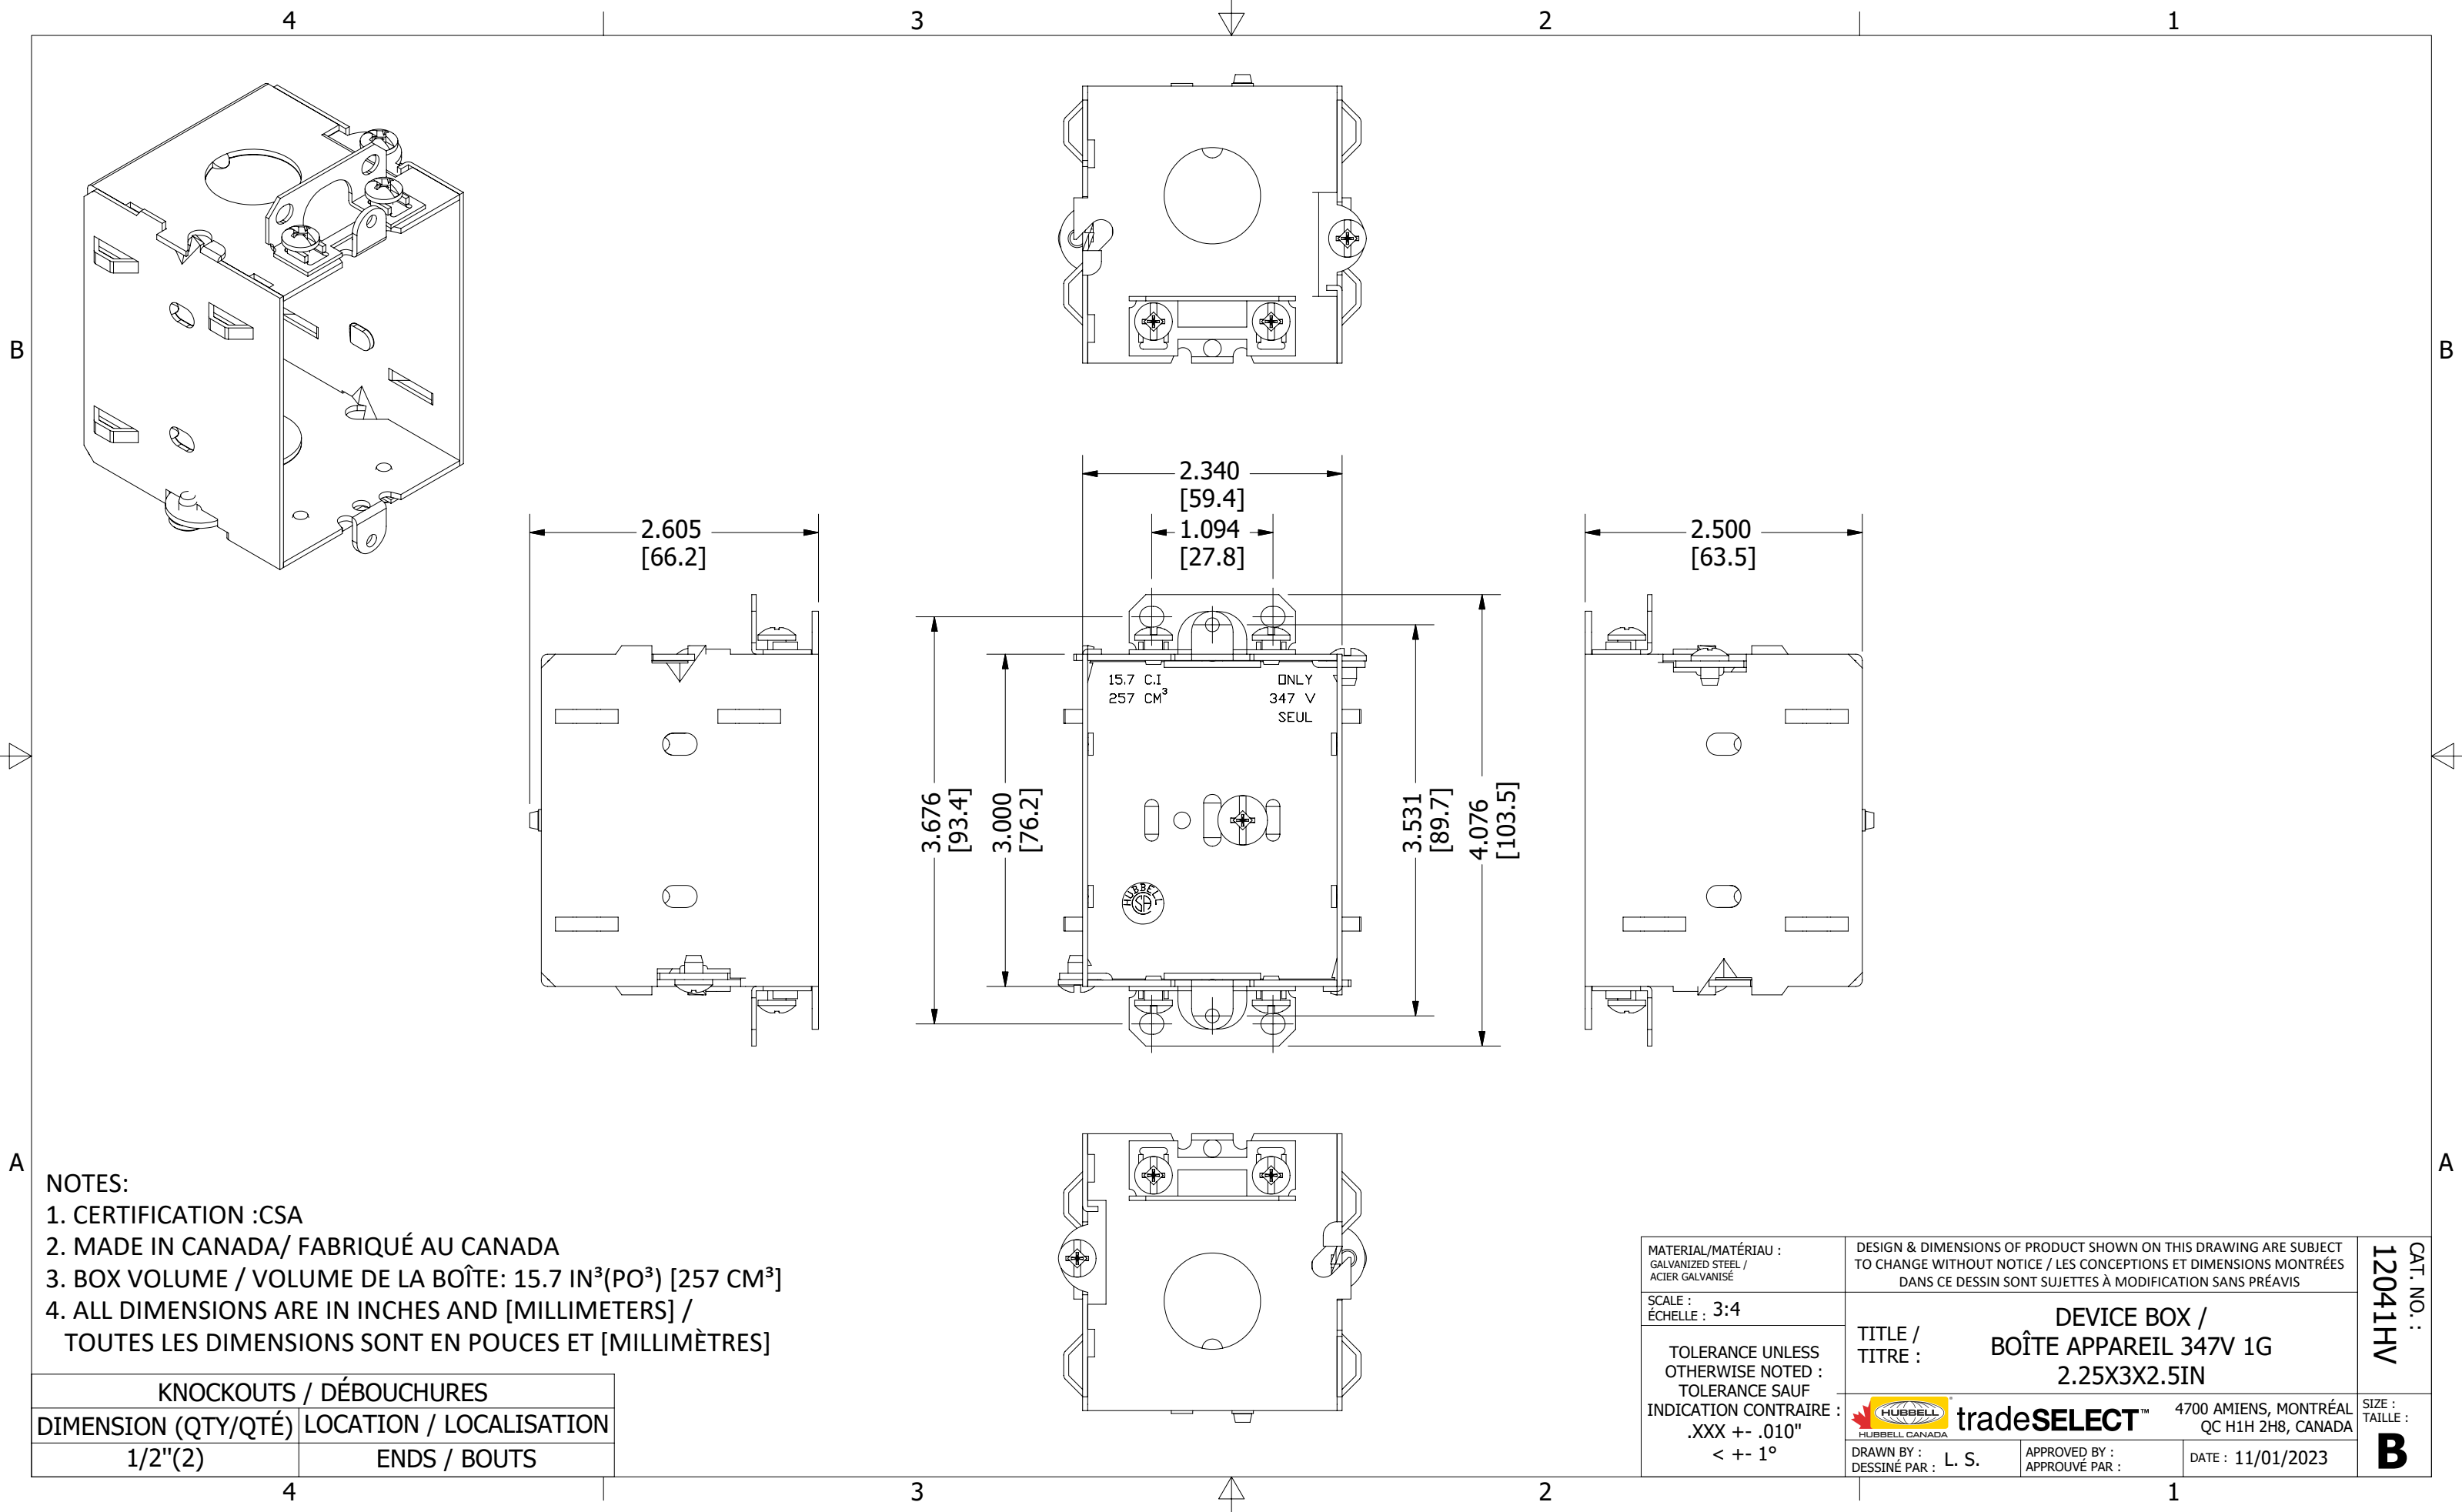 4 3 2 1
B B
2.340
[59.4]
1.094
[27.8]
2.605
[66.2]
2.500
[63.5]
3.676
[93.4]
3.000
[76.2]
3.531
[89.7]
4.076
[103.5]
15.7 C.I
257 CM³
ONLY
347 V
SEUL
HUBBELL
A A
NOTES:
1. CERTIFICATION :CSA
2. MADE IN CANADA/ FABRIQUÉ AU CANADA
3. BOX VOLUME / VOLUME DE LA BOÎTE: 15.7 IN³(PO³) [257 CM³]
4. ALL DIMENSIONS ARE IN INCHES AND [MILLIMETERS] /
TOUTES LES DIMENSIONS SONT EN POUCES ET [MILLIMÈTRES]
KNOCKOUTS / DÉBOUCHURES
DIMENSION (QTY/QTÉ) LOCATION / LOCALISATION
1/2"(2) ENDS / BOUTS
MATERIAL/MATÉRIAU :
GALVANIZED STEEL /
ACIER GALVANISÉ
SCALE :
ÉCHELLE : 3:4
TOLERANCE UNLESS
OTHERWISE NOTED :
TOLERANCE SAUF
INDICATION CONTRAIRE :
.XXX +- .010"
< +- 1°
DESIGN & DIMENSIONS OF PRODUCT SHOWN ON THIS DRAWING ARE SUBJECT
TO CHANGE WITHOUT NOTICE / LES CONCEPTIONS ET DIMENSIONS MONTRÉES
DANS CE DESSIN SONT SUJETTES À MODIFICATION SANS PRÉAVIS
TITLE /
TITRE :
DEVICE BOX /
BOÎTE APPAREIL 347V 1G
2.25X3X2.5IN
CAT. NO. :
12041HV
HUBBELL
HUBBELL CANADA
tradeSELECT™
4700 AMIENS, MONTRÉAL
QC H1H 2H8, CANADA
SIZE :
TAILLE :
B
DRAWN BY :
DESSINÉ PAR : L. S.
APPROVED BY :
APPROUVÉ PAR :
DATE : 11/01/2023
4 3 2 1